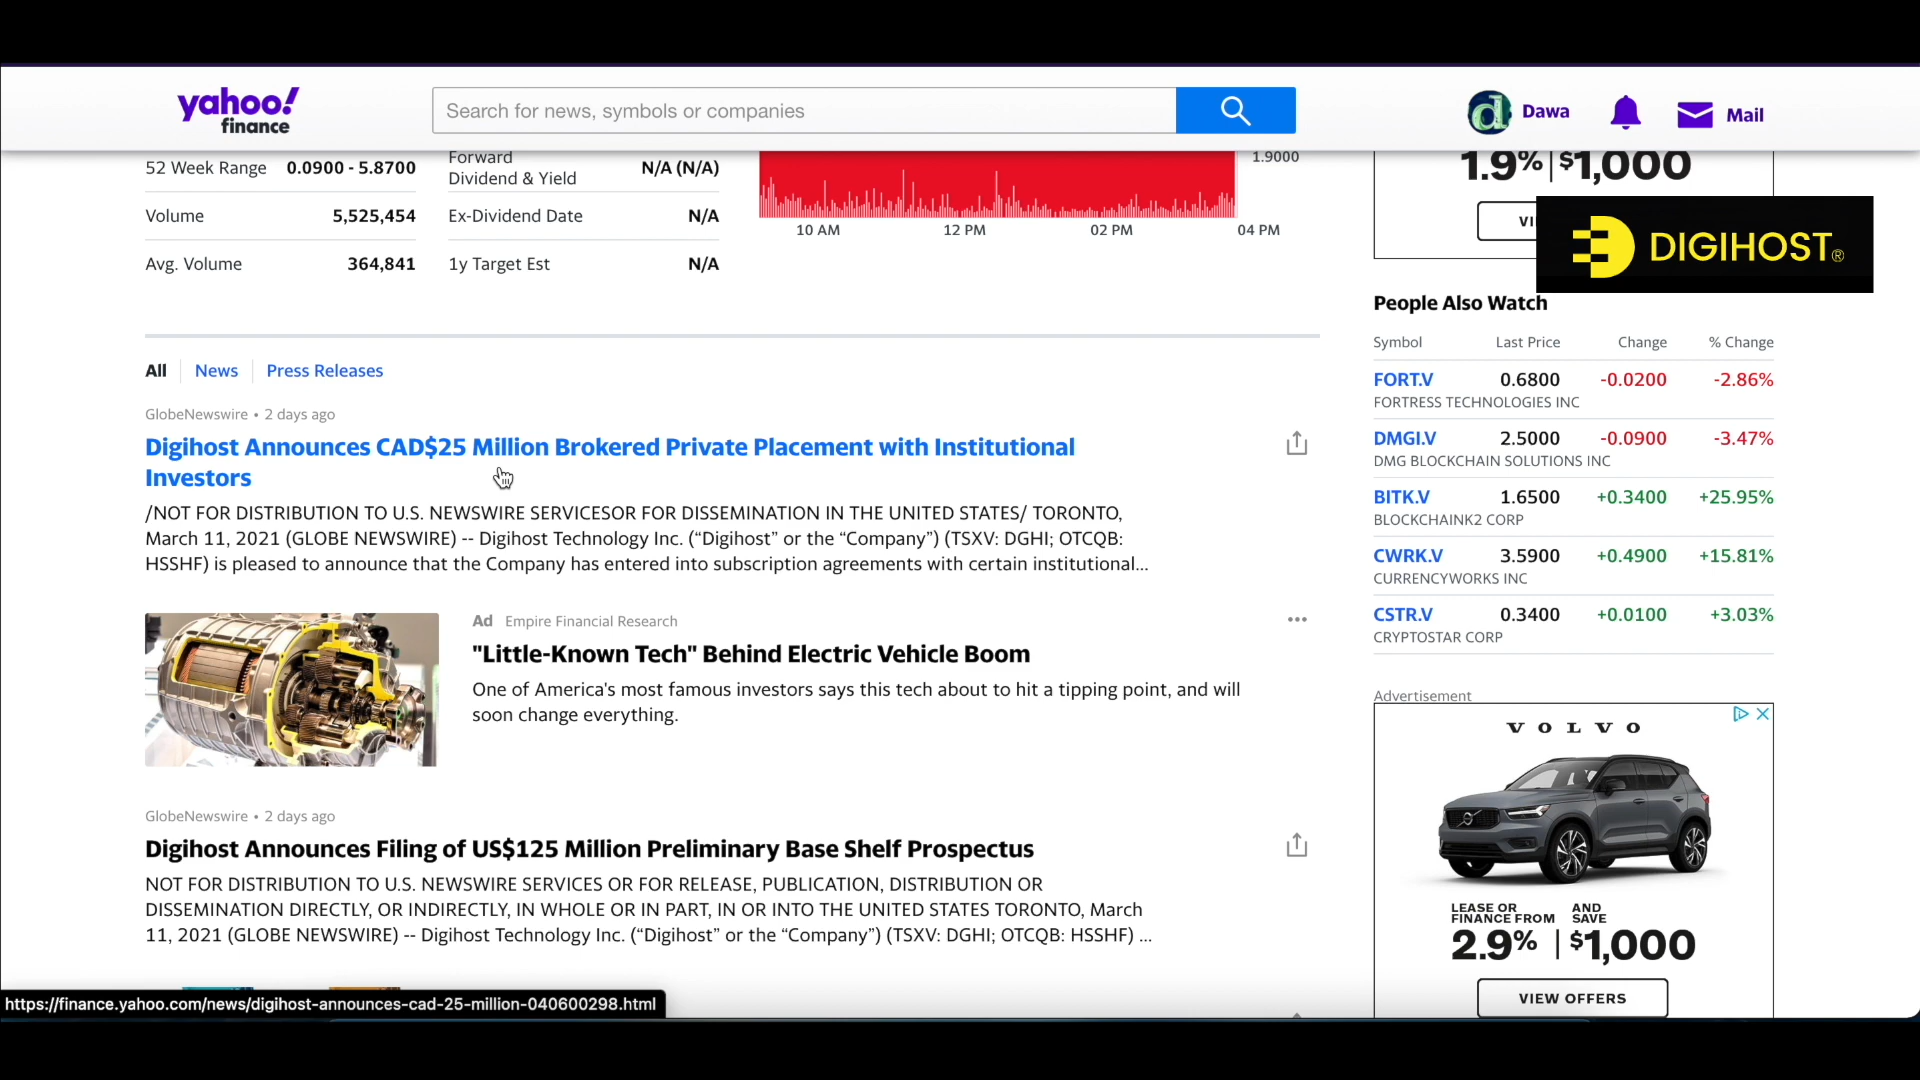 yahoo!
finance
Search for news, symbols or companies
Dawa
Mail
52 Week Range 0.0900 - 5.8700
Volume 5,525,454
Avg. Volume 364,841
Forward
Dividend & Yield N/A (N/A)
Ex-Dividend Date N/A
1y Target Est N/A
1.9000
10 AM 12 PM 02 PM 04 PM
1.9% | $1,000
VI
DIGIHOST®
All News Press Releases
GlobeNewswire • 2 days ago
Digihost Announces CAD$25 Million Brokered Private Placement with Institutional
Investors
/NOT FOR DISTRIBUTION TO U.S. NEWSWIRE SERVICESOR FOR DISSEMINATION IN THE UNITED STATES/ TORONTO,
March 11, 2021 (GLOBE NEWSWIRE) -- Digihost Technology Inc. (“Digihost” or the “Company”) (TSXV: DGHI; OTCQB:
HSSHF) is pleased to announce that the Company has entered into subscription agreements with certain institutional...
Ad Empire Financial Research
"Little-Known Tech" Behind Electric Vehicle Boom
One of America's most famous investors says this tech about to hit a tipping point, and will
soon change everything.
GlobeNewswire • 2 days ago
Digihost Announces Filing of US$125 Million Preliminary Base Shelf Prospectus
NOT FOR DISTRIBUTION TO U.S. NEWSWIRE SERVICES OR FOR RELEASE, PUBLICATION, DISTRIBUTION OR
DISSEMINATION DIRECTLY, OR INDIRECTLY, IN WHOLE OR IN PART, IN OR INTO THE UNITED STATES TORONTO, March
11, 2021 (GLOBE NEWSWIRE) -- Digihost Technology Inc. (“Digihost” or the “Company”) (TSXV: DGHI; OTCQB: HSSHF) ...
https://finance.yahoo.com/news/digihost-announces-cad-25-million-040600298.html
People Also Watch
Symbol Last Price Change % Change
FORT.V 0.6800 -0.0200 -2.86%
FORTRESS TECHNOLOGIES INC
DMGI.V 2.5000 -0.0900 -3.47%
DMG BLOCKCHAIN SOLUTIONS INC
BITK.V 1.6500 +0.3400 +25.95%
BLOCKCHAINK2 CORP
CWRK.V 3.5900 +0.4900 +15.81%
CURRENCYWORKS INC
CSTR.V 0.3400 +0.0100 +3.03%
CRYPTOSTAR CORP
Advertisement
VOLVO
LEASE OR
FINANCE FROM
2.9%
AND
SAVE
$1,000
VIEW OFFERS